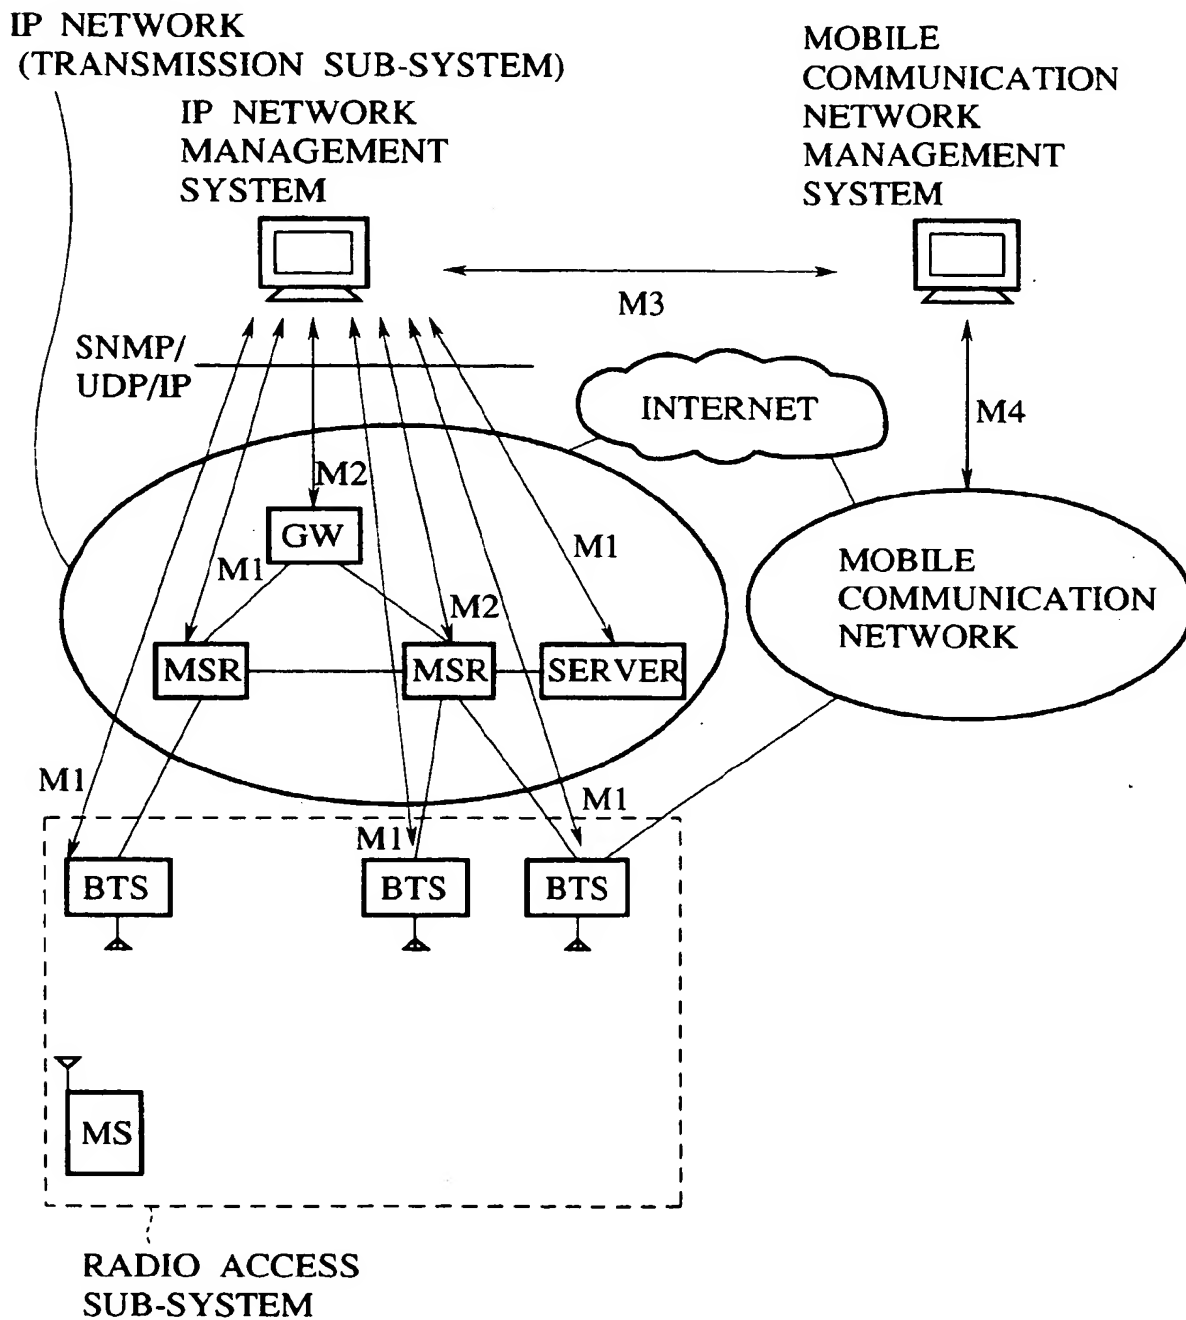 IP NETWORK
(TRANSMISSION SUB-SYSTEM)
IP NETWORK
MANAGEMENT
SYSTEM
MOBILE
COMMUNICATION
NETWORK
MANAGEMENT
SYSTEM
M3
SNMP/
UDP/IP
INTERNET
M4
M2
GW
M1
M1
M2
MOBILE
COMMUNICATION
NETWORK
MSR
MSR
SERVER
M1
M1
M1
BTS
BTS
BTS
MS
RADIO ACCESS
SUB-SYSTEM